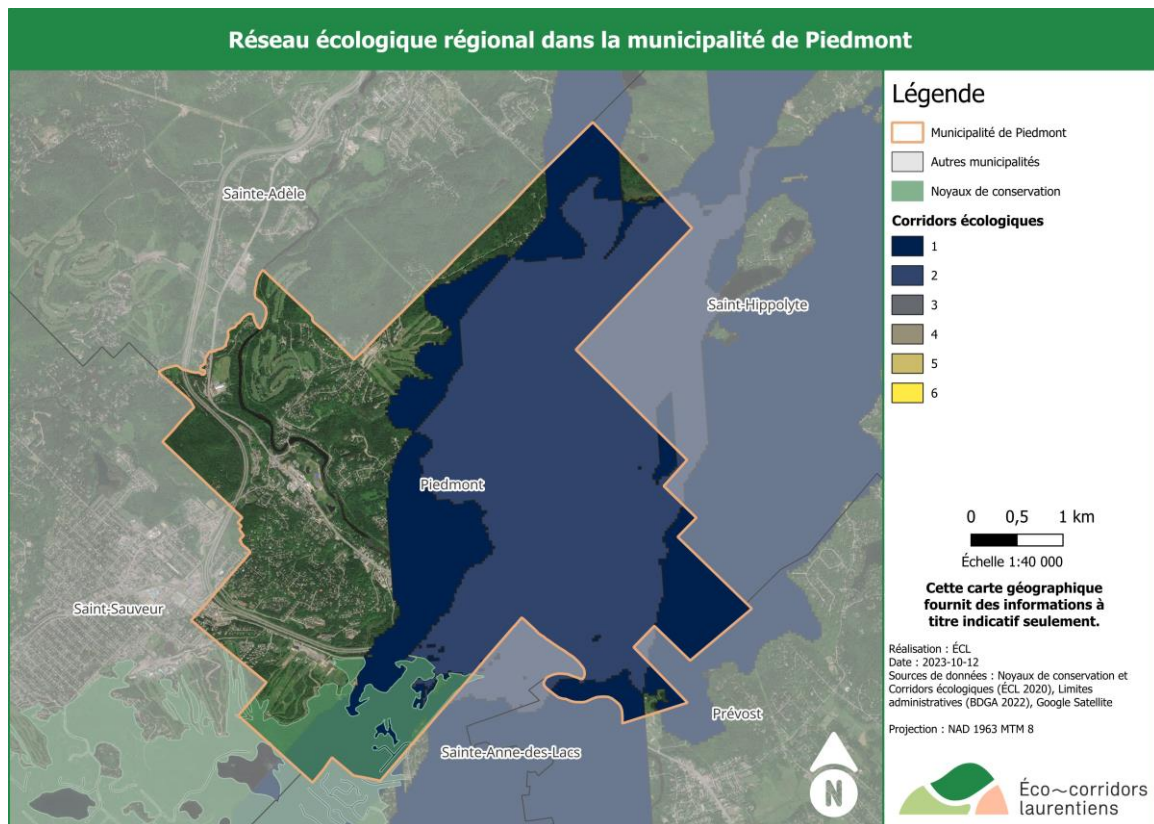 Réseau écologique régional dans la municipalité de Piedmont
Sainte-Adèle
Saint-Hippolyte
Piedmont
Saint-Sauveur
Prévost
Sainte-Anne-des-Lacs
N
Légende
Municipalité de Piedmont
Autres municipalités
Noyaux de conservation
Corridors écologiques
1
2
3
4
5
6
0 0,5 1 km
Échelle 1:40 000
Cette carte géographique
fournit des informations à
titre indicatif seulement.
Réalisation : ÉCL
Date : 2023-10-12
Sources de données : Noyaux de conservation et
Corridors écologiques (ÉCL 2020), Limites
administratives (BDGA 2022), Google Satellite
Projection : NAD 1963 MTM 8
Éco~corridors
laurentiens